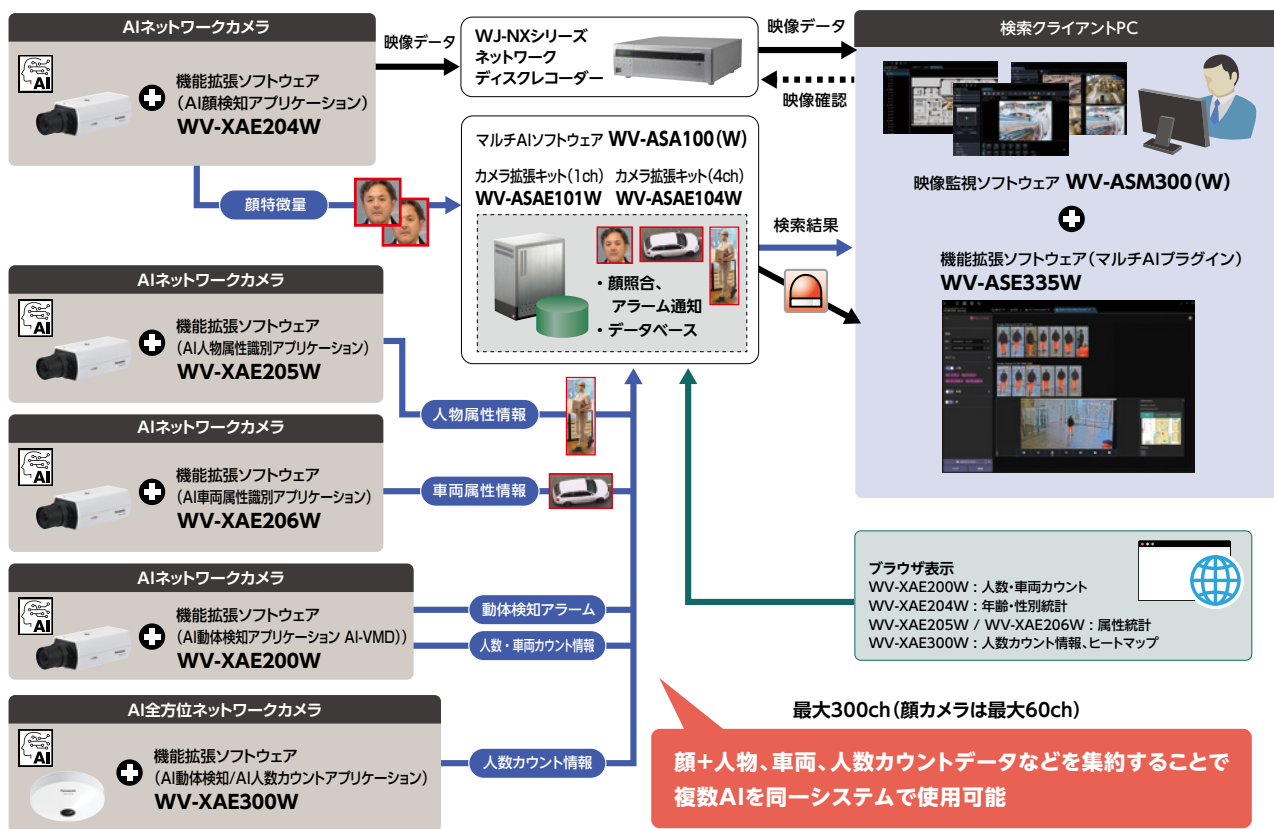 AIネットワークカメラ
AI
機能拡張ソフトウェア
(AI顔検知アプリケーション)
WV-XAE204W
映像データ
WJ-NXシリーズ
ネットワーク
ディスクレコーダー
映像データ
映像確認
検索クライアントPC
映像監視ソフトウェア WV-ASM300(W)
機能拡張ソフトウェア(マルチAIプラグイン)
WV-ASE335W
顔特徴量
マルチAIソフトウェア WV-ASA100(W)
カメラ拡張キット(1ch) カメラ拡張キット(4ch)
WV-ASAE101W WV-ASAE104W
・顔照合、
アラーム通知
・データベース
検索結果
AIネットワークカメラ
AI
機能拡張ソフトウェア
(AI人物属性識別アプリケーション)
WV-XAE205W
人物属性情報
AIネットワークカメラ
AI
機能拡張ソフトウェア
(AI車両属性識別アプリケーション)
WV-XAE206W
車両属性情報
AIネットワークカメラ
AI
機能拡張ソフトウェア
(AI動体検知アプリケーション AI-VMD))
WV-XAE200W
動体検知アラーム
人数・車両カウント情報
AI全方位ネットワークカメラ
AI
機能拡張ソフトウェア
(AI動体検知/AI人数カウントアプリケーション)
WV-XAE300W
人数カウント情報
ブラウザ表示
WV-XAE200W : 人数・車両カウント
WV-XAE204W : 年齢・性別統計
WV-XAE205W / WV-XAE206W : 属性統計
WV-XAE300W : 人数カウント情報、ヒートマップ
最大300ch(顔カメラは最大60ch)
顔+人物、車両、人数カウントデータなどを集約することで
複数AIを同一システムで使用可能